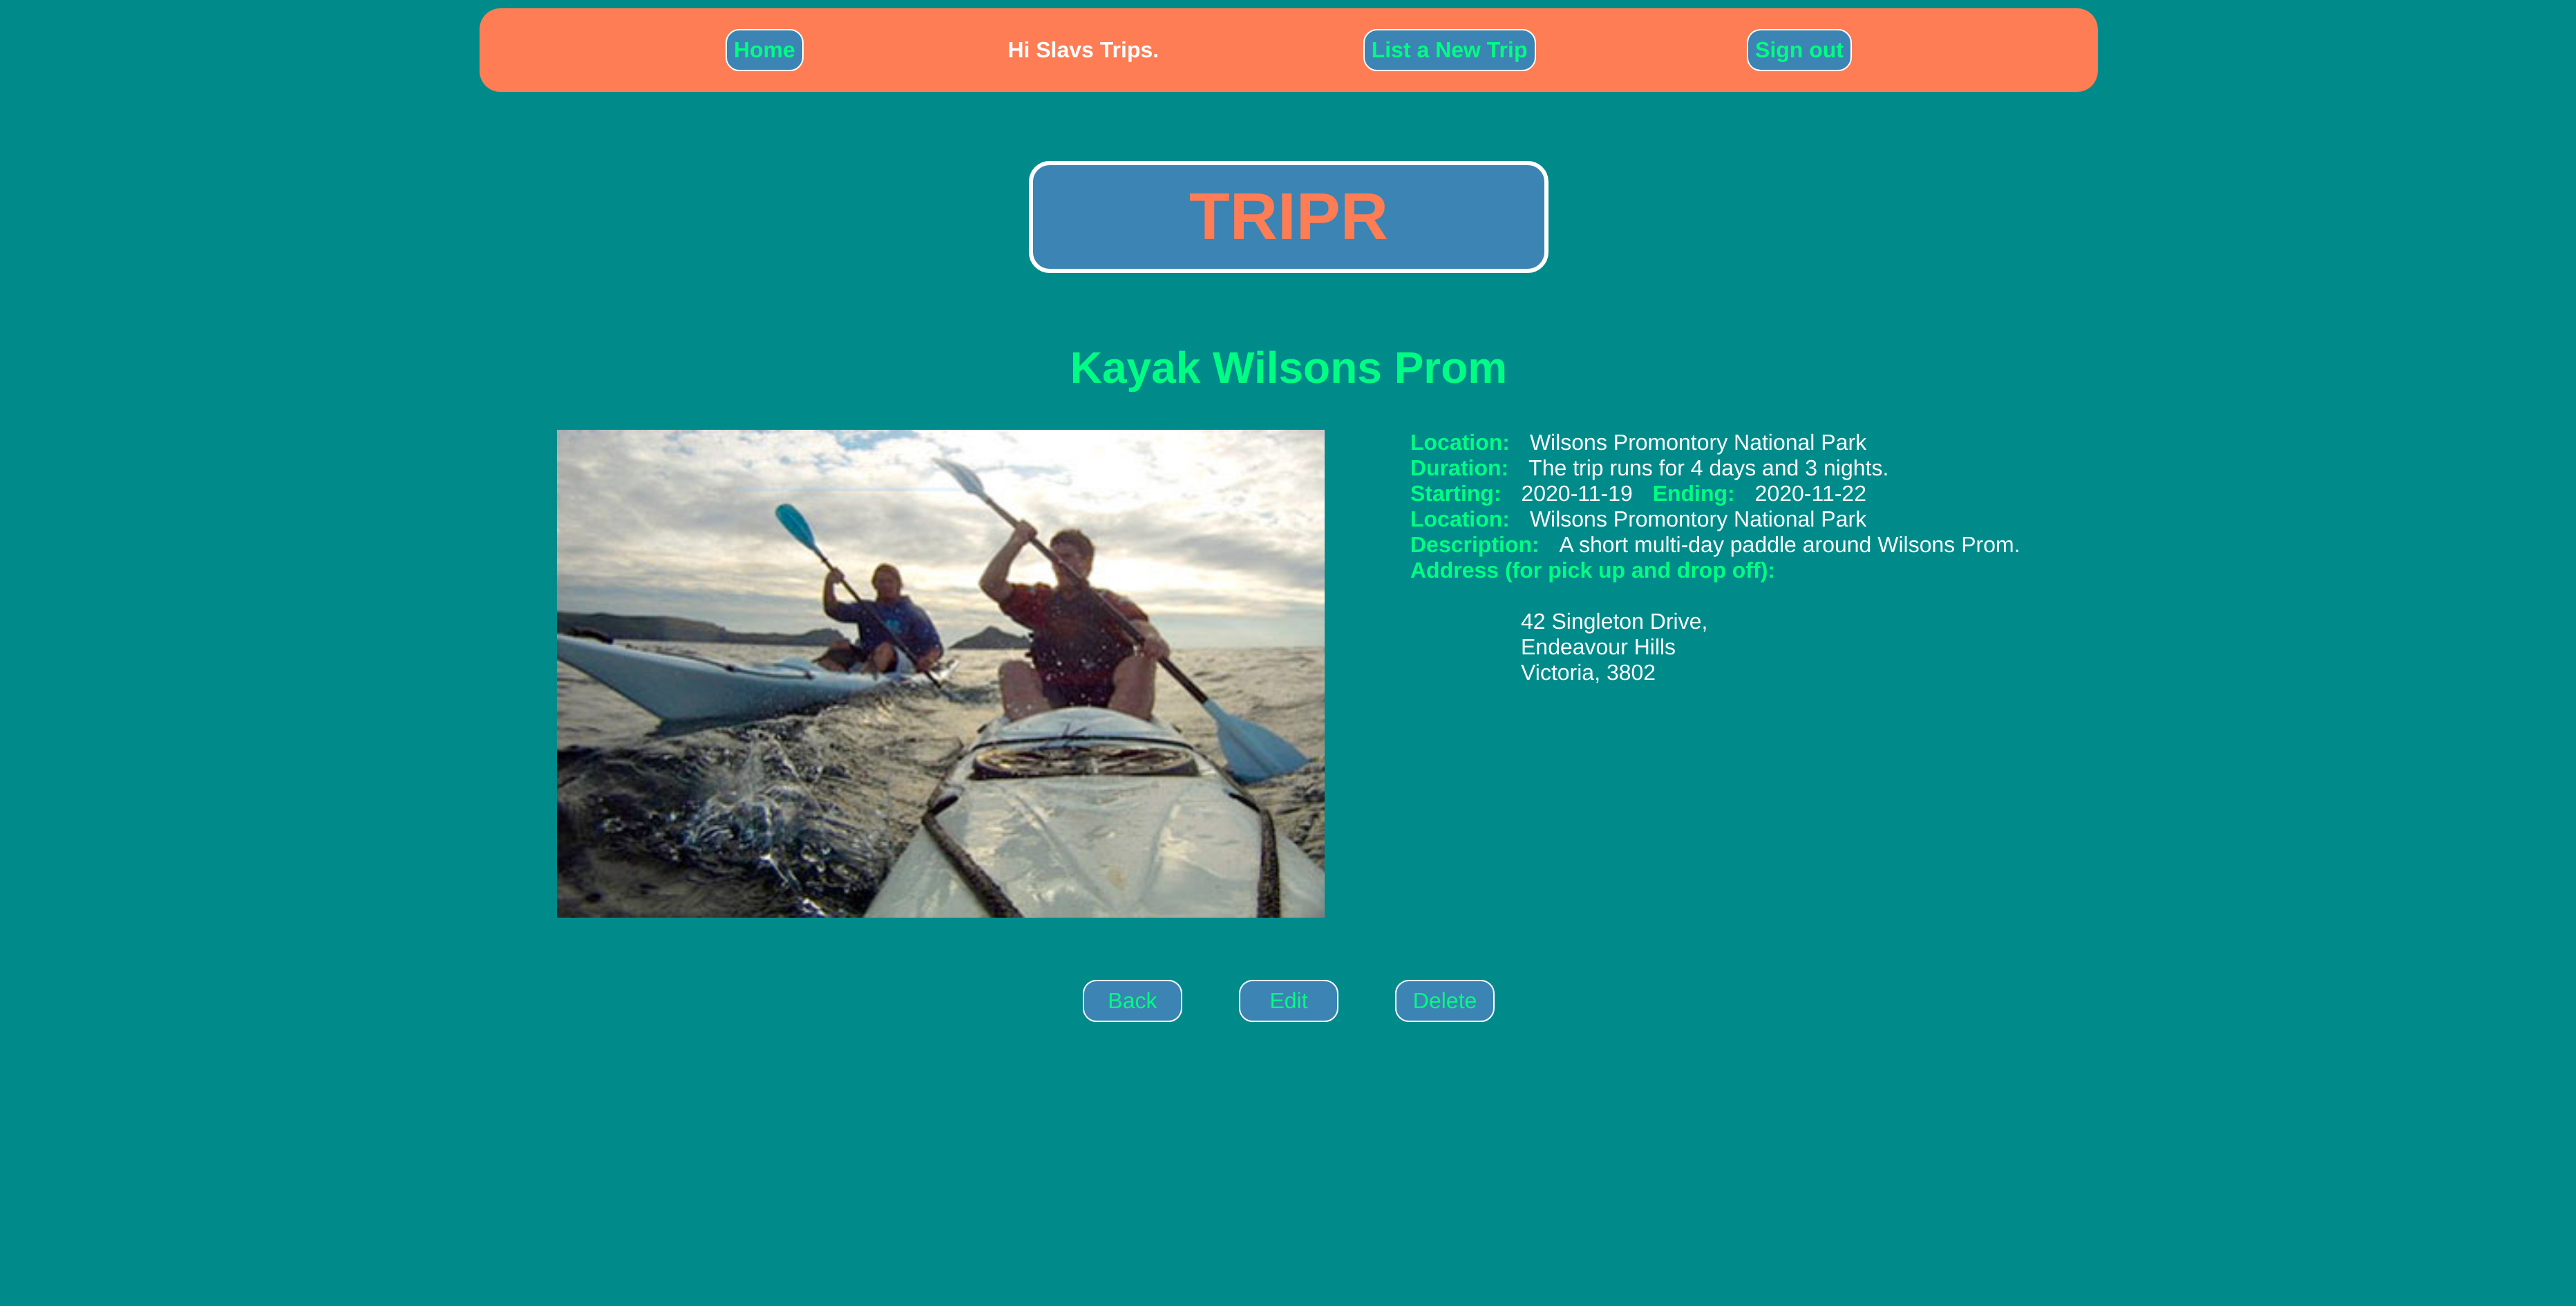 Home Hi Slavs Trips. List a New Trip Sign out
TRIPR
Kayak Wilsons Prom
Location: Wilsons Promontory National Park
Duration: The trip runs for 4 days and 3 nights.
Starting: 2020-11-19 Ending: 2020-11-22
Location: Wilsons Promontory National Park
Description: A short multi-day paddle around Wilsons Prom.
Address (for pick up and drop off):
42 Singleton Drive,
Endeavour Hills
Victoria, 3802
Back Edit Delete